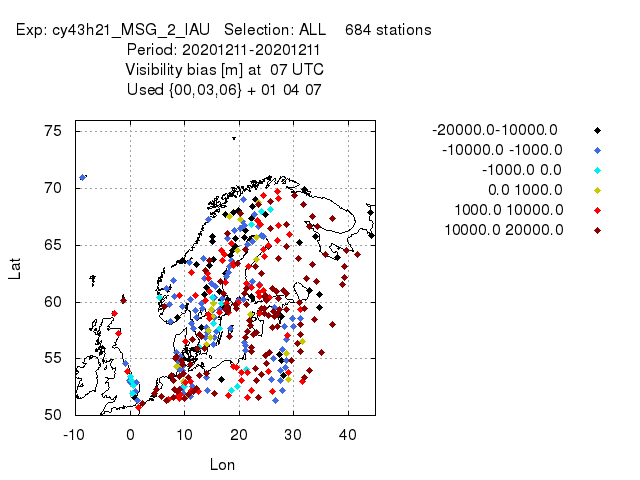 Exp: cy43h21_MSG_2_IAU Selection: ALL 684 stations
Period: 20201211-20201211
Visibility bias [m] at 07 UTC
Used {00,03,06} + 01 04 07
-20000.0-10000.0
-10000.0 -1000.0
-1000.0 0.0
0.0 1000.0
1000.0 10000.0
10000.0 20000.0
75
70
65
60
55
50
Lat
-10 0 10 20 30 40
Lon